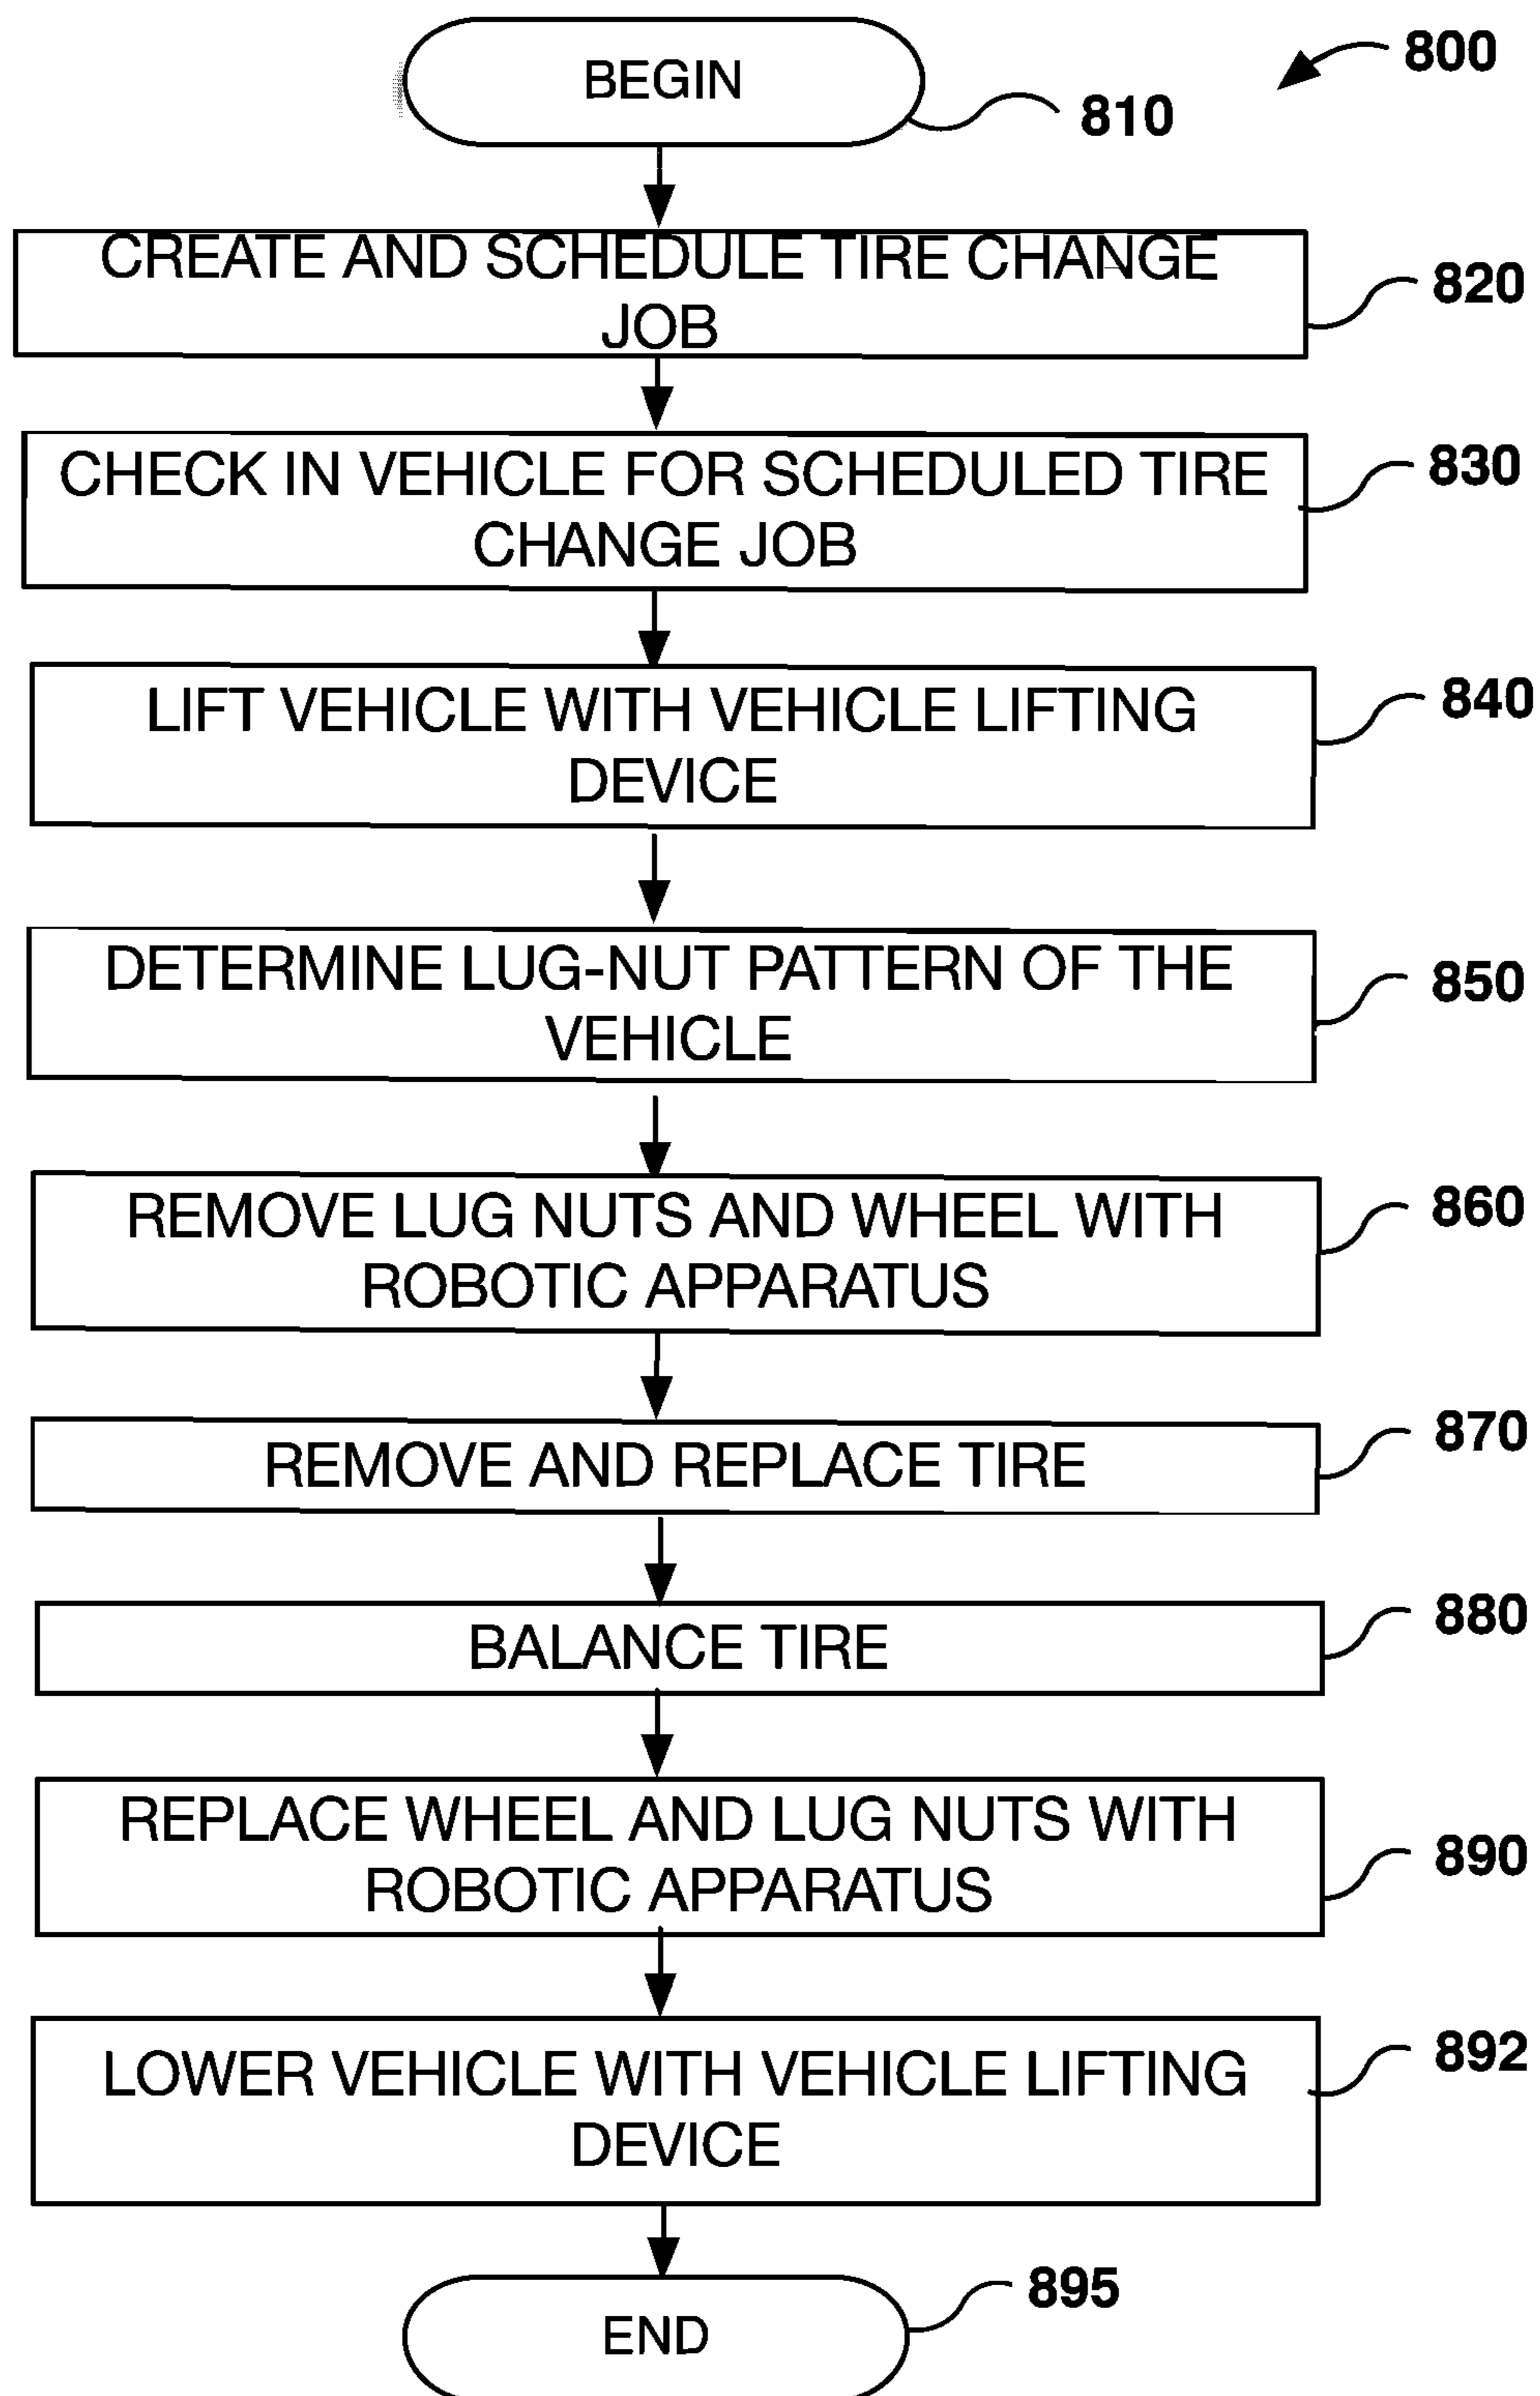 BEGIN
800
810
CREATE AND SCHEDULE TIRE CHANGE
JOB
820
CHECK IN VEHICLE FOR SCHEDULED TIRE
CHANGE JOB
830
LIFT VEHICLE WITH VEHICLE LIFTING
DEVICE
840
DETERMINE LUG-NUT PATTERN OF THE
VEHICLE
850
REMOVE LUG NUTS AND WHEEL WITH
ROBOTIC APPARATUS
860
REMOVE AND REPLACE TIRE
870
BALANCE TIRE
880
REPLACE WHEEL AND LUG NUTS WITH
ROBOTIC APPARATUS
890
LOWER VEHICLE WITH VEHICLE LIFTING
DEVICE
892
END
895